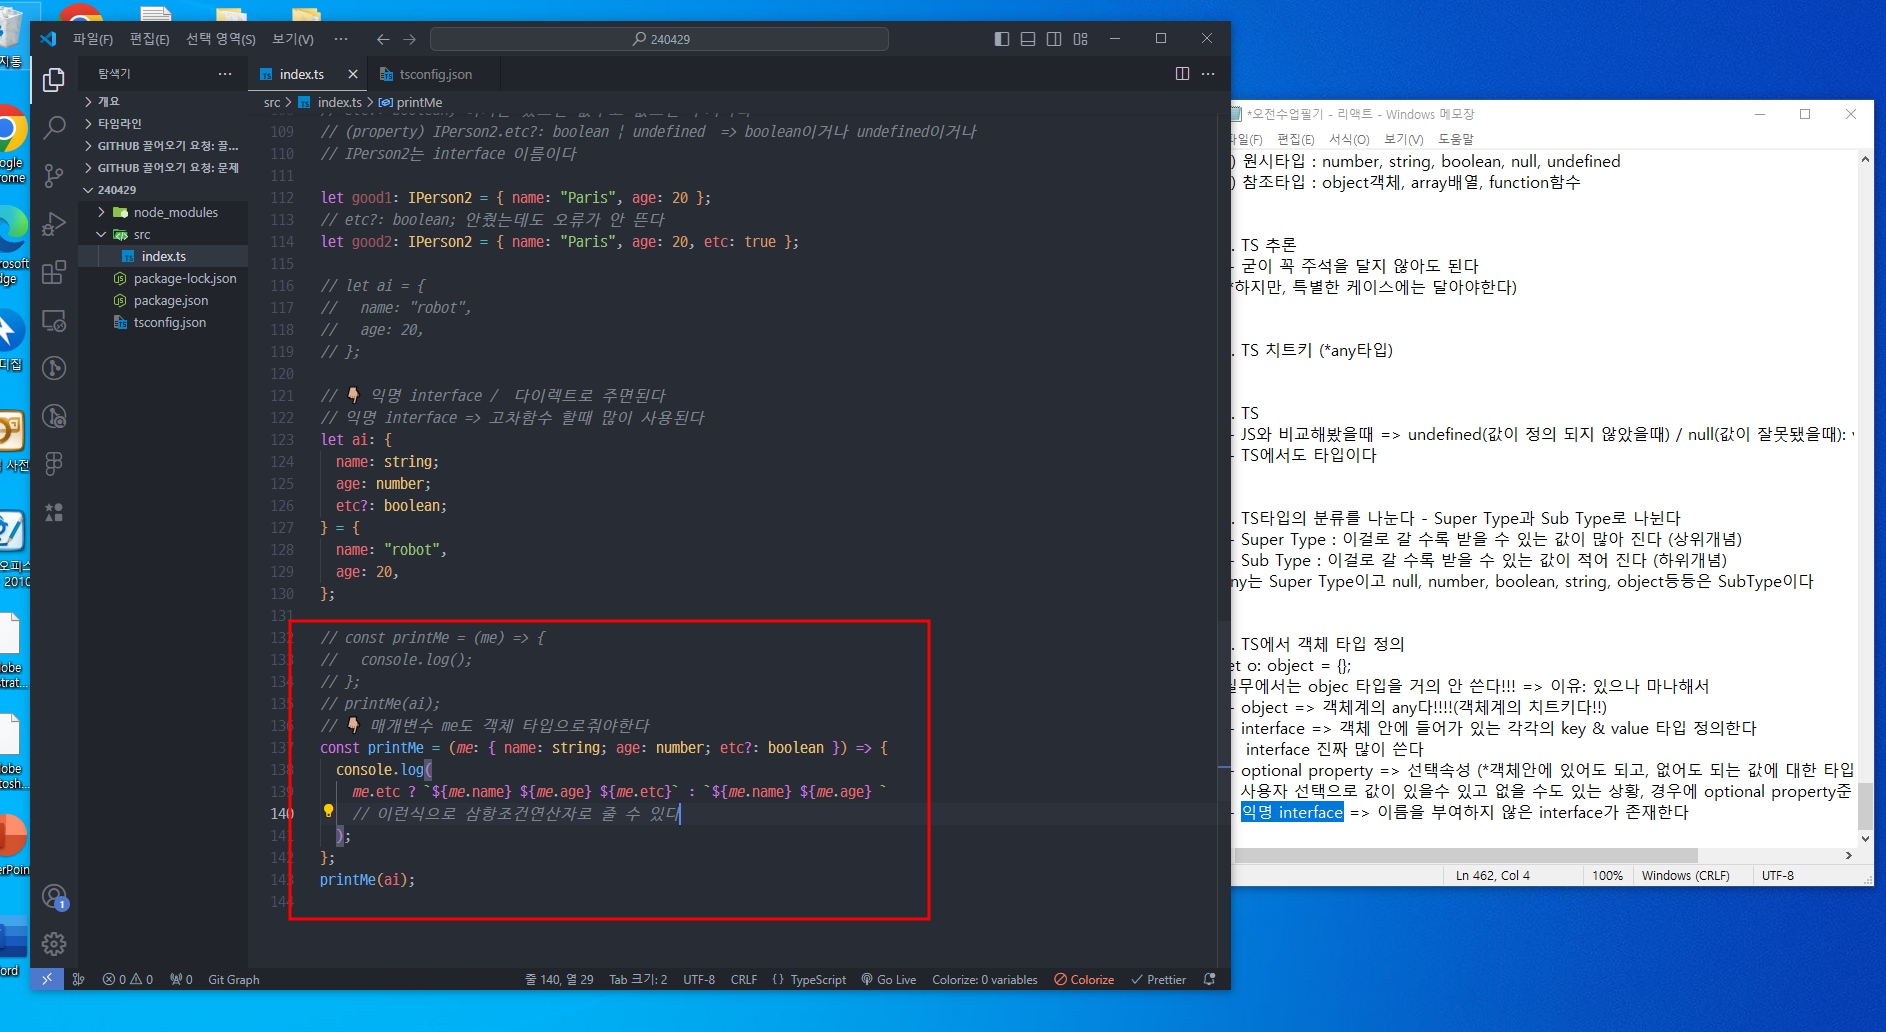 파일(F) 편집(E) 선택 영역(S) 보기(V) ···
240429
탐색기
개요
타임라인
GITHUB 끌어오기 요청: 끌...
GITHUB 끌어오기 요청: 문제
240429
node_modules
src
index.ts
package-lock.json
package.json
tsconfig.json
index.ts
tsconfig.json
src > index.ts > printMe
109 // (property) IPerson2.etc?: boolean | undefined => boolean이거나 undefined이거나
110 // IPerson2는 interface 이름이다
111
112 let good1: IPerson2 = { name: "Paris", age: 20 };
113 // etc?: boolean; 안줬는데도 오류가 안 뜬다
114 let good2: IPerson2 = { name: "Paris", age: 20, etc: true };
115
116 // let ai = {
117 //   name: "robot",
118 //   age: 20,
119 // };
120
121 // 👇 익명 interface / 다이렉트로 주면된다
122 // 익명 interface => 고차함수 할때 많이 사용된다
123 let ai: {
124   name: string;
125   age: number;
126   etc?: boolean;
127 } = {
128   name: "robot",
129   age: 20,
130 };
131
132 // const printMe = (me) => {
133 //   console.log();
134 // };
135 // printMe(ai);
136 // 👇 매개변수 me도 객체 타입으로줘야한다
137 const printMe = (me: { name: string; age: number; etc?: boolean }) => {
138   console.log(
139     me.etc ? `${me.name} ${me.age} ${me.etc}` : `${me.name} ${me.age} `
140     // 이런식으로 삼항조건연산자로 줄 수 있다
141   );
142 };
143 printMe(ai);
144
1
0 0 0 Git Graph 줄 140, 열 29 Tab 크기: 2 UTF-8 CRLF {} TypeScript Go Live Colorize: 0 variables Colorize Prettier
*오전수업필기 - 리액트 - Windows 메모장
편집(E) 서식(O) 보기(V) 도움말
) 원시타입 : number, string, boolean, null, undefined
) 참조타입 : object객체, array배열, function함수
. TS 추론
- 굳이 꼭 주석을 달지 않아도 된다
*하지만, 특별한 케이스에는 달아야한다)
. TS 치트키 (*any타입)
. TS
- JS와 비교해봤을때 => undefined(값이 정의 되지 않았을때) / null(값이 잘못됐을때):
- TS에서도 타입이다
. TS타입의 분류를 나눈다 - Super Type과 Sub Type로 나뉜다
- Super Type : 이걸로 갈 수록 받을 수 있는 값이 많아 진다 (상위개념)
- Sub Type : 이걸로 갈 수록 받을 수 있는 값이 적어 진다 (하위개념)
ny는 Super Type이고 null, number, boolean, string, object등등은 SubType이다
. TS에서 객체 타입 정의
et o: object = {};
실무에서는 objec 타입을 거의 안 쓴다!!! => 이유: 있으나 마나해서
- object => 객체계의 any다!!!!(객체계의 치트키다!!)
- interface => 객체 안에 들어가 있는 각각의 key & value 타입 정의한다
interface 진짜 많이 쓴다
- optional property => 선택속성 (*객체안에 있어도 되고, 없어도 되는 값에 대한 타입
사용자 선택으로 값이 있을수 있고 없을 수도 있는 상황, 경우에 optional property준
- 익명 interface => 이름을 부여하지 않은 interface가 존재한다
Ln 462, Col 4 100% Windows (CRLF) UTF-8